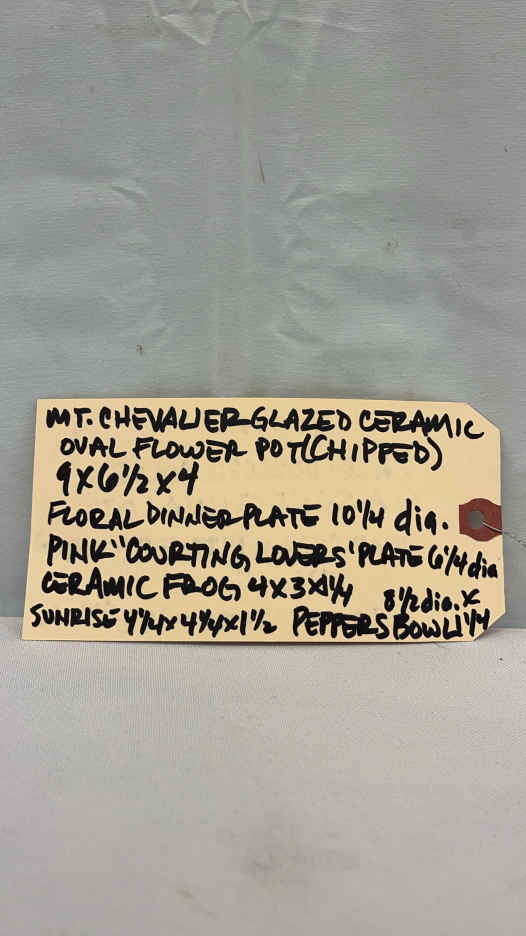 MT. CHEVALIER GLAZED CERAMIC
OVAL FLOWER POT (CHIPPED)
9X6½X4
FLORAL DINNER PLATE 10¼ dia.
PINK "COURTING LOVERS" PLATE 6¼ dia
CERAMIC FROG 4X3X1¼ 8½ dia. X
SUNRISE 4¼X4¼X1½ PEPPERS BOWL 1¼